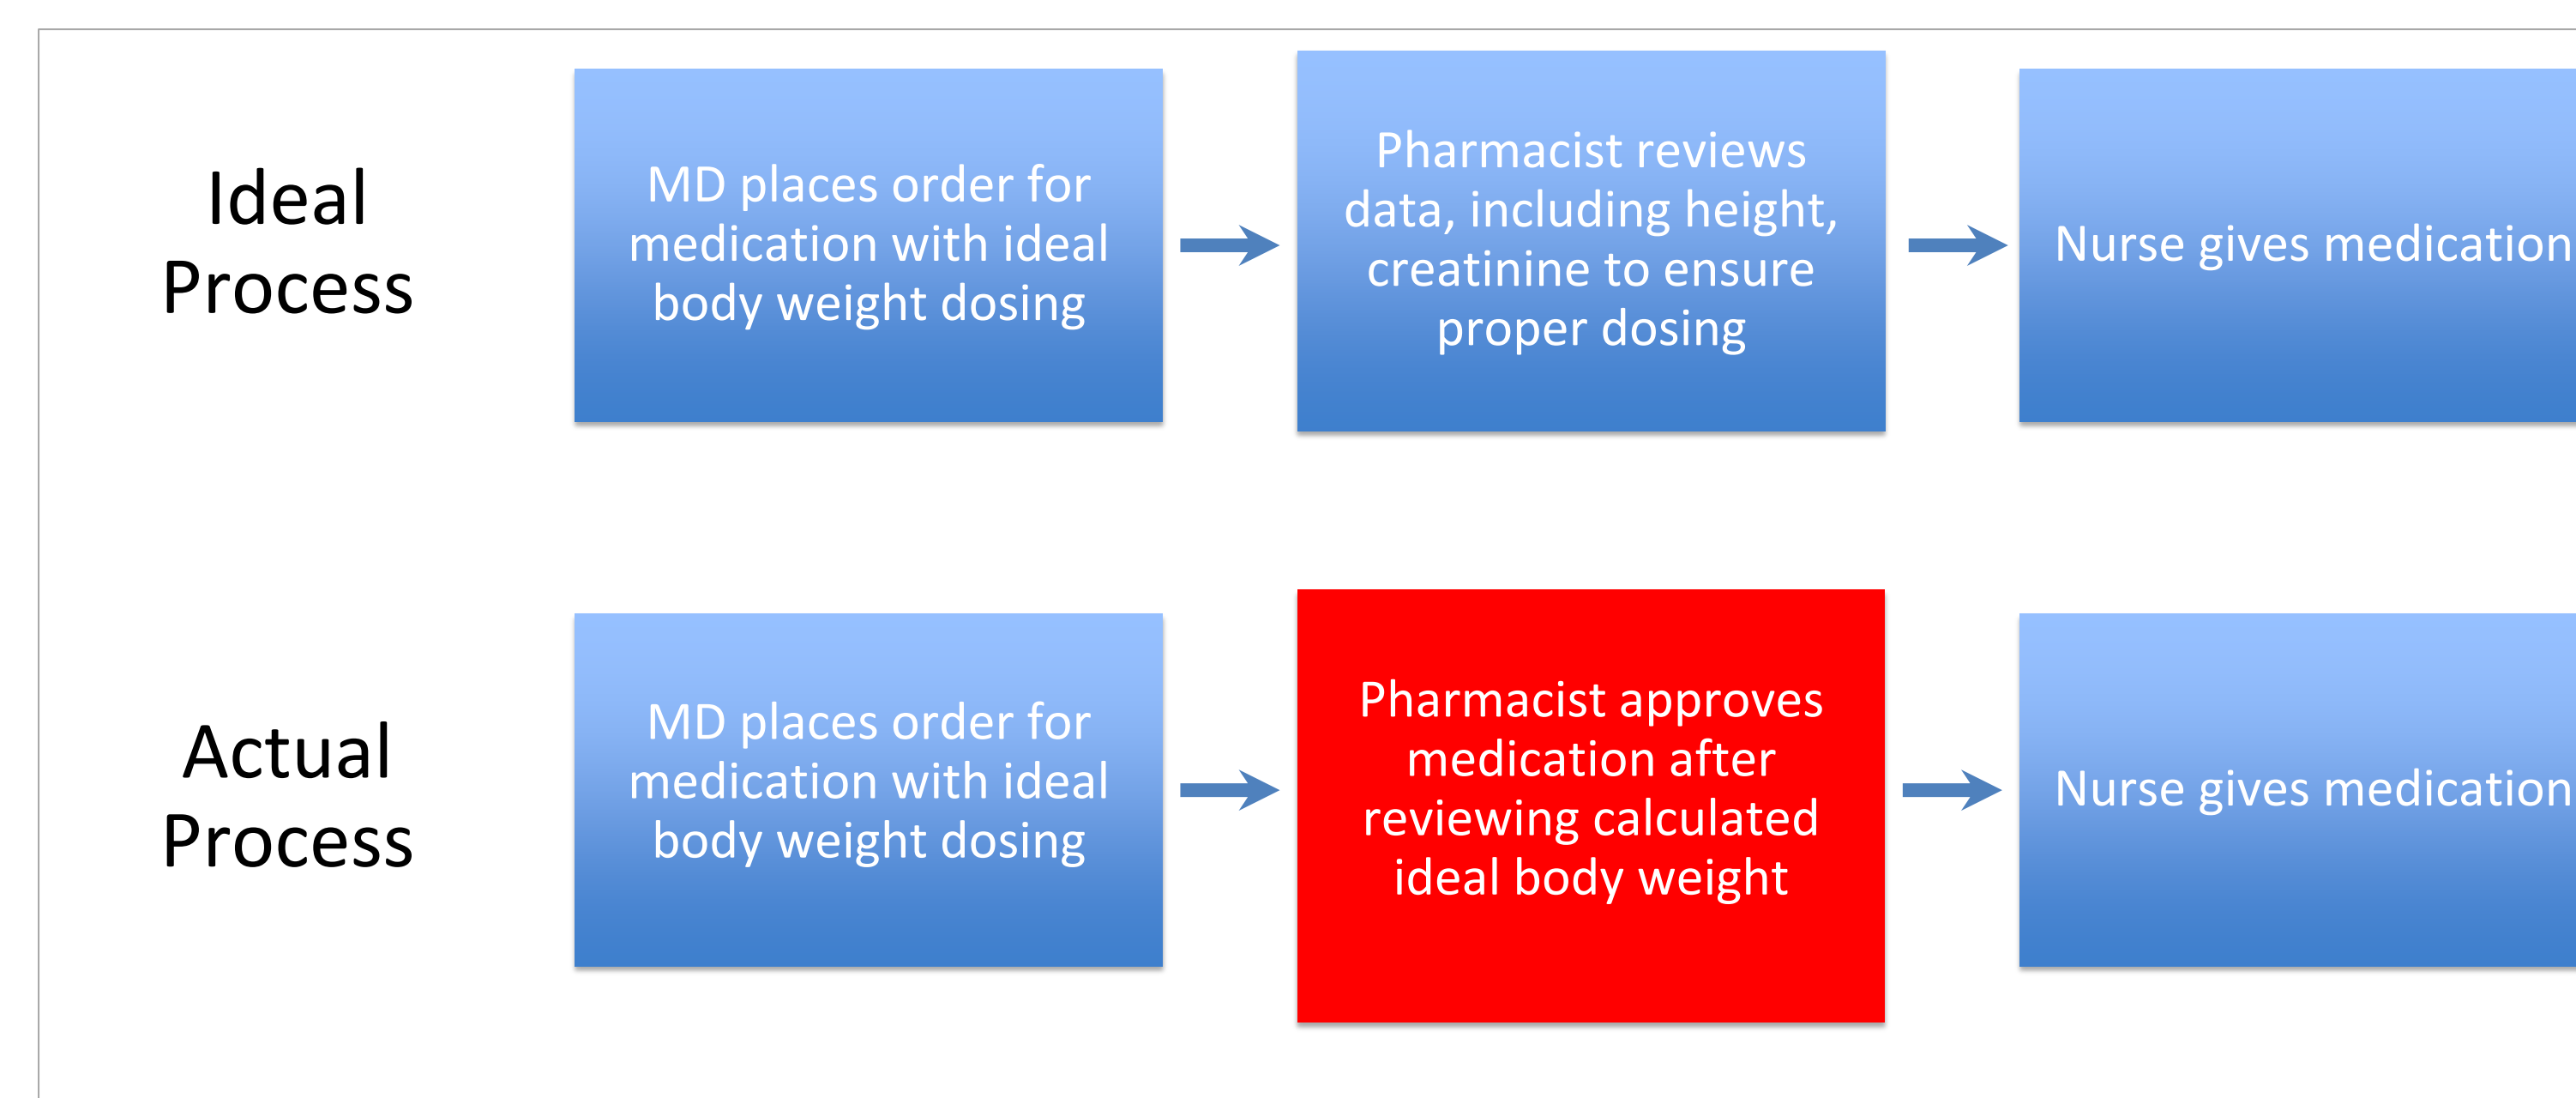 Ideal
Process
MD places order for
medication with ideal
body weight dosing
Pharmacist reviews
data, including height,
creatinine to ensure
proper dosing
Nurse gives medication
Actual
Process
MD places order for
medication with ideal
body weight dosing
Pharmacist approves
medication after
reviewing calculated
ideal body weight
Nurse gives medication